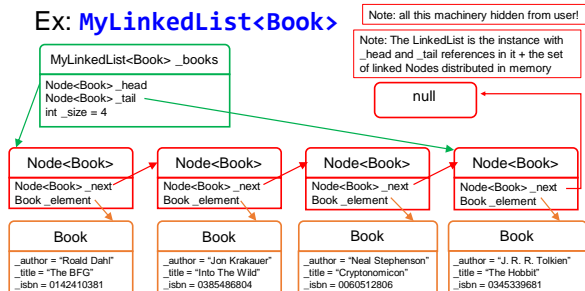 Ex: MyLinkedList<Book>
Note: all this machinery hidden from user!
Note: The LinkedList is the instance with
_head and _tail references in it + the set
of linked Nodes distributed in memory
MyLinkedList<Book> _books
Node<Book> _head
Node<Book> _tail
int _size = 4
null
Node<Book>
Node<Book> _next
Book _element
Node<Book>
Node<Book> _next
Book _element
Node<Book>
Node<Book> _next
Book _element
Node<Book>
Node<Book> _next
Book _element
Book
_author = “Roald Dahl”
_title = “The BFG”
_isbn = 0142410381
Book
_author = “Jon Krakauer”
_title = “Into The Wild”
_isbn = 0385486804
Book
_author = “Neal Stephenson”
_title = “Cryptonomicon”
_isbn = 0060512806
Book
_author = “J. R. R. Tolkien”
_title = “The Hobbit”
_isbn = 0345339681